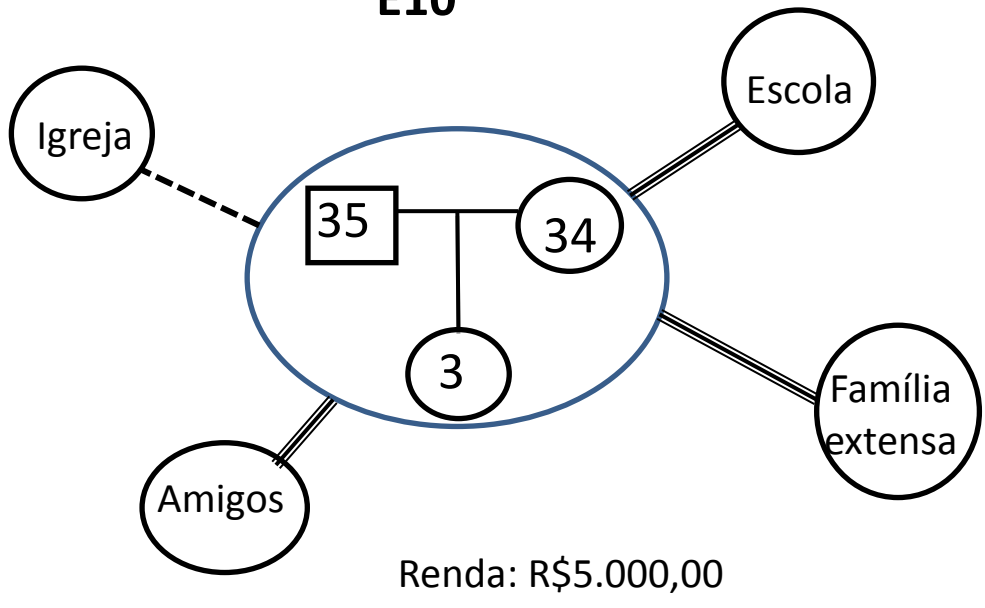 E10
Escola
Igreja
35
34
3
Família
extensa
Amigos
Renda: R$5.000,00